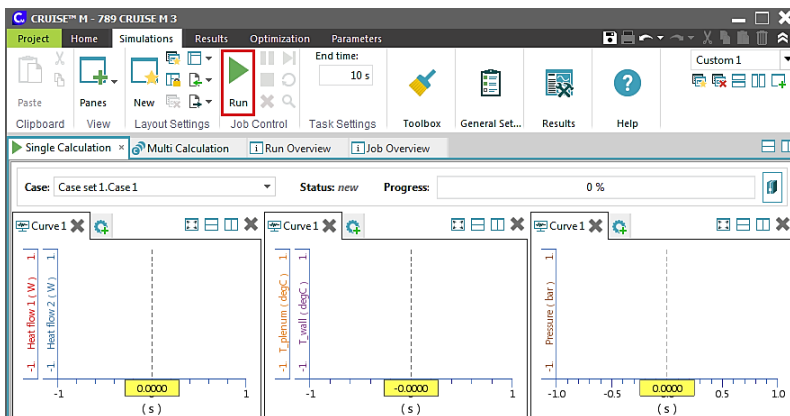 CRUISE™ M - 789 CRUISE M 3
Project Home Simulations Results Optimization Parameters
End time:
10 s
Custom 1
Paste Panes New Run Toolbox General Set... Results Help
Clipboard View Layout Settings Job Control Task Settings
Single Calculation × Multi Calculation Run Overview Job Overview
Case: Case set 1.Case 1 Status: new Progress: 0 %
Curve 1 Curve 1 Curve 1
Heat flow 1 ( W )
-1. 1.
Heat flow 2 ( W )
-1. 1.
-1 0.0000 1
( s )
T_plenum ( degC )
-1. 1.
T_wall ( degC )
-1. 1.
-1 -0.0000 1
( s )
Pressure ( bar )
-1. 1.
-1.0 -0.5 0.0000 0.5 1.0
( s )